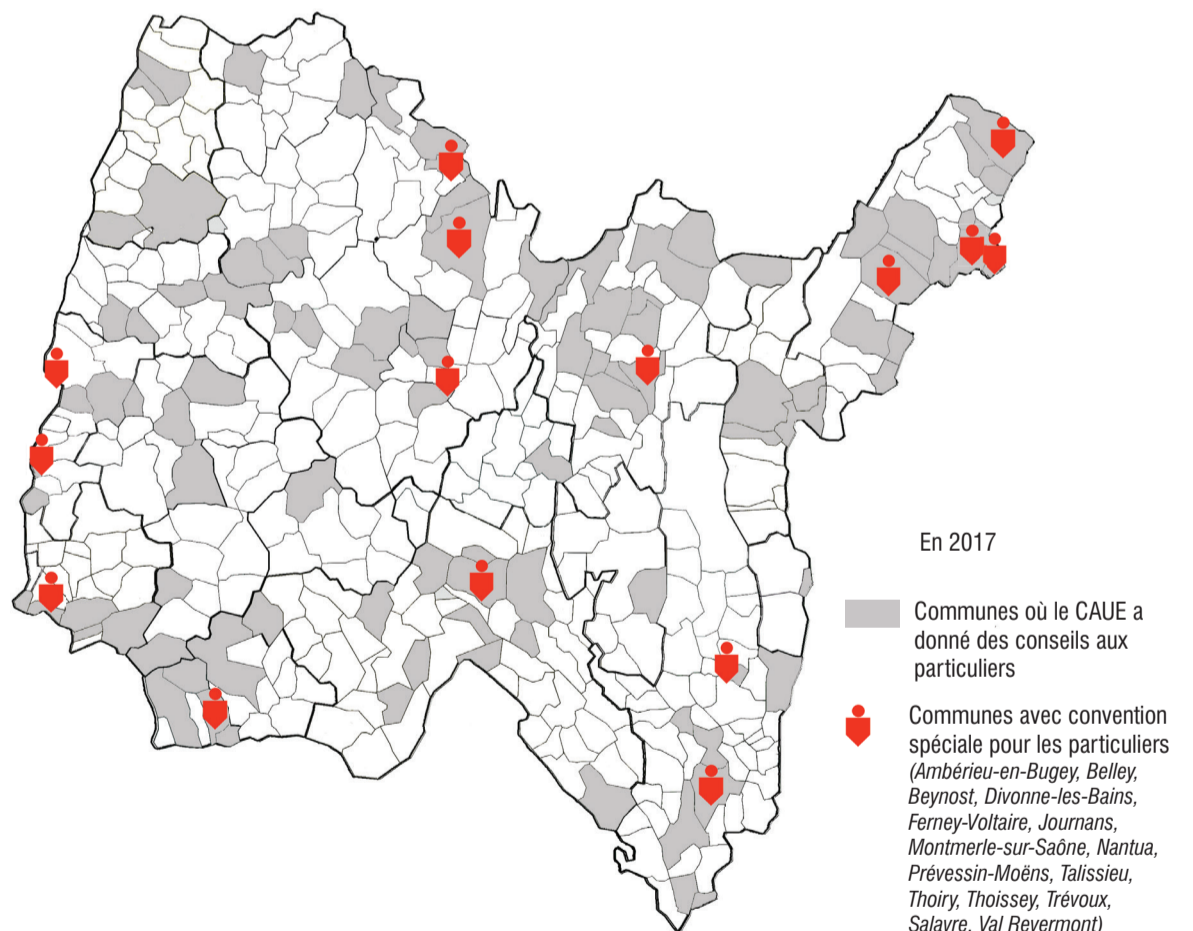 En 2017
Communes où le CAUE a
donné des conseils aux
particuliers
Communes avec convention
spéciale pour les particuliers
(Ambérieu-en-Bugey, Belley,
Beynost, Divonne-les-Bains,
Ferney-Voltaire, Journans,
Montmerle-sur-Saône, Nantua,
Prévessin-Moëns, Talissieu,
Thoiry, Thoissey, Trévoux,
Salavre, Val Revermont)